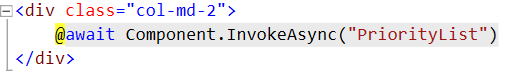 <div class="col-md-2">
@await Component.InvokeAsync("PriorityList")
</div>